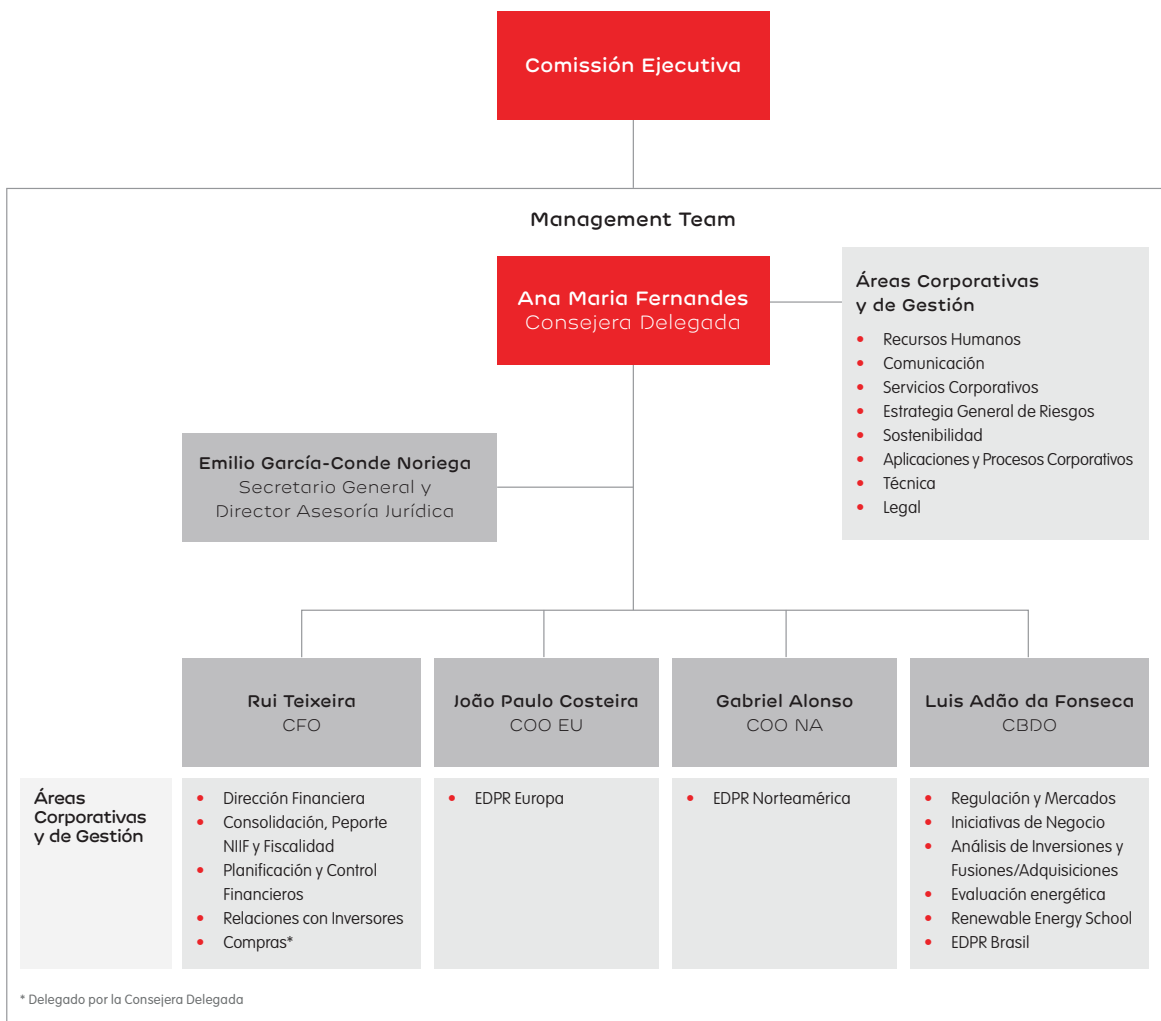 Comissión Ejecutiva
Management Team
Ana Maria Fernandes
Consejera Delegada
Áreas Corporativas
y de Gestión
• Recursos Humanos
• Comunicación
• Servicios Corporativos
• Estrategia General de Riesgos
• Sostenibilidad
• Aplicaciones y Procesos Corporativos
• Técnica
• Legal
Emilio García-Conde Noriega
Secretario General y
Director Asesoría Jurídica
Rui Teixeira
CFO
João Paulo Costeira
COO EU
Gabriel Alonso
COO NA
Luis Adão da Fonseca
CBDO
Áreas
Corporativas
y de Gestión
• Dirección Financiera
• Consolidación, Peporte
NIIF y Fiscalidad
• Planificación y Control
Financieros
• Relaciones con Inversores
• Compras*
• EDPR Europa
• EDPR Norteamérica
• Regulación y Mercados
• Iniciativas de Negocio
• Análisis de Inversiones y
Fusiones/Adquisiciones
• Evaluación energética
• Renewable Energy School
• EDPR Brasil
* Delegado por la Consejera Delegada